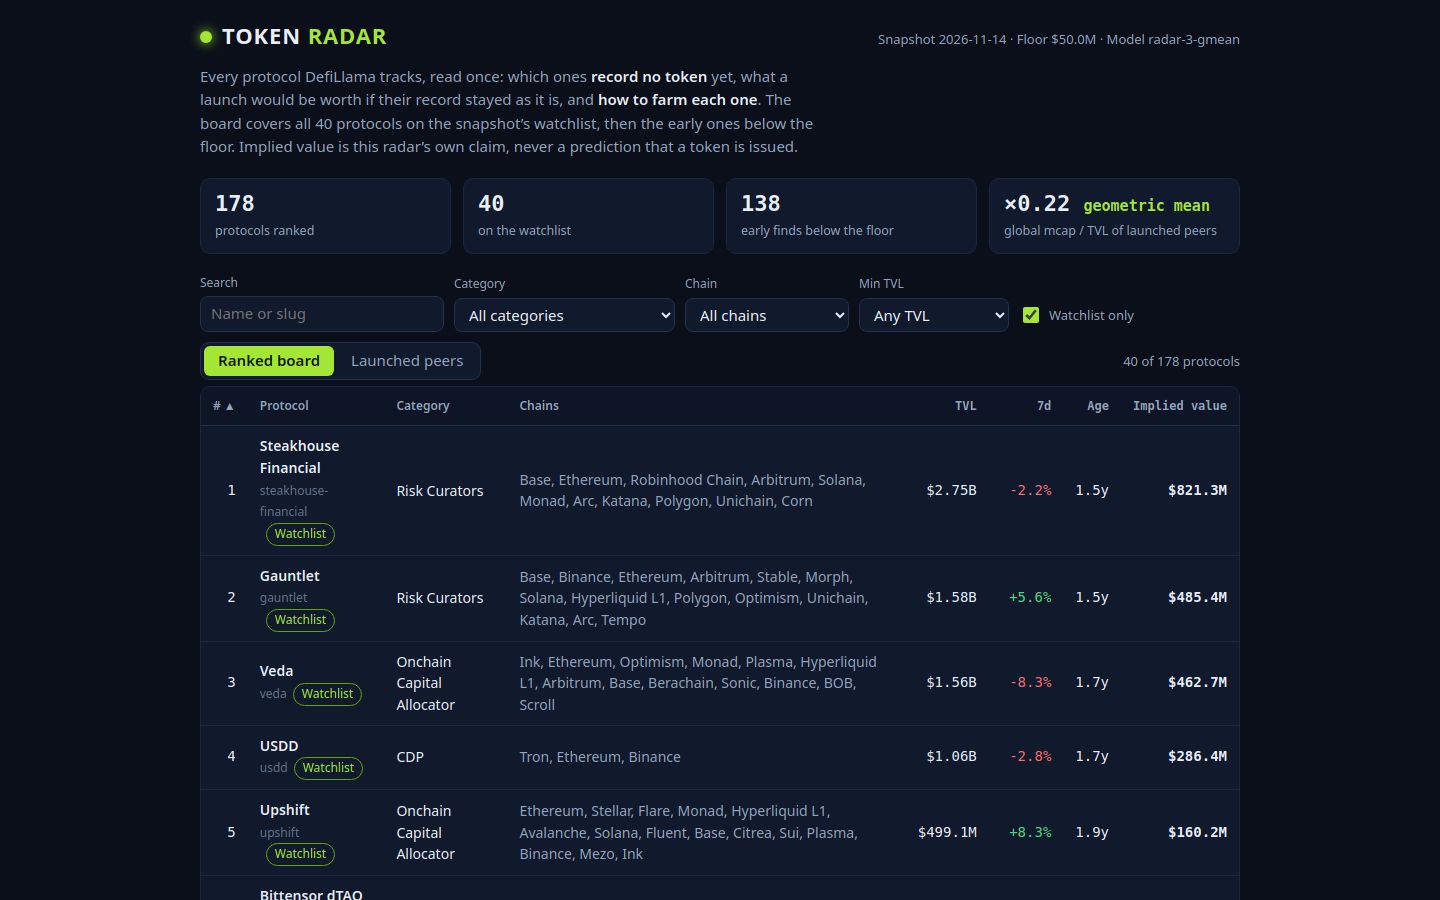 TOKEN RADAR
Snapshot 2026-11-14 · Floor $50.0M · Model radar-3-gmean
Every protocol DefiLlama tracks, read once: which ones record no token yet, what a
launch would be worth if their record stayed as it is, and how to farm each one. The
board covers all 40 protocols on the snapshot’s watchlist, then the early ones below the
floor. Implied value is this radar’s own claim, never a prediction that a token is issued.
178
protocols ranked
40
on the watchlist
138
early finds below the floor
×0.22 geometric mean
global mcap / TVL of launched peers
Search
Category
Chain
Min TVL
Name or slug
All categories
All chains
Any TVL
Watchlist only
Ranked board
Launched peers
40 of 178 protocols
# ▲ Protocol Category Chains TVL 7d Age Implied value
Steakhouse
Financial
steakhouse-
financial
Watchlist
1
Risk Curators
Base, Ethereum, Robinhood Chain, Arbitrum, Solana,
Monad, Arc, Katana, Polygon, Unichain, Corn
$2.75B -2.2% 1.5y $821.3M
Gauntlet
gauntlet
Watchlist
2
Risk Curators
Base, Binance, Ethereum, Arbitrum, Stable, Morph,
Solana, Hyperliquid L1, Polygon, Optimism, Unichain,
Katana, Arc, Tempo
$1.58B +5.6% 1.5y $485.4M
3
Veda
veda Watchlist
Onchain
Capital
Allocator
Ink, Ethereum, Optimism, Monad, Plasma, Hyperliquid
L1, Arbitrum, Base, Berachain, Sonic, Binance, BOB,
Scroll
$1.56B -8.3% 1.7y $462.7M
4
USDD
usdd Watchlist
CDP
Tron, Ethereum, Binance
$1.06B -2.8% 1.7y $286.4M
5
Upshift
upshift
Watchlist
Onchain
Capital
Allocator
Ethereum, Stellar, Flare, Monad, Hyperliquid L1,
Avalanche, Solana, Fluent, Base, Citrea, Sui, Plasma,
Binance, Mezo, Ink
$499.1M +8.3% 1.9y $160.2M
Bittensor dTAO